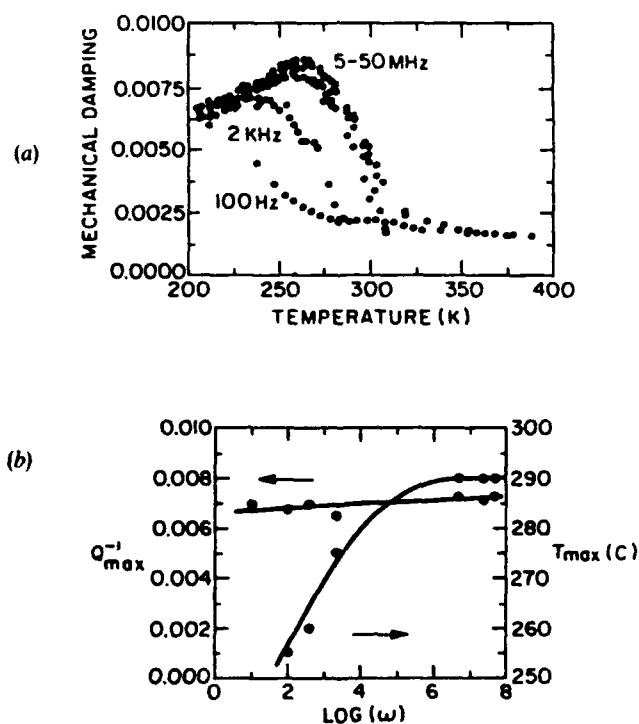 (a)
MECHANICAL DAMPING
0.0100
0.0075
0.0050
0.0025
0.0000
5-50 MHz
2 KHz
100 Hz
200 250 300 350 400
TEMPERATURE (K)
(b)
Q⁻¹max
0.010
0.008
0.006
0.004
0.002
0.000
300
290
280
270
260
250
Tmax (C)
0 2 4 6 8
LOG (ω)